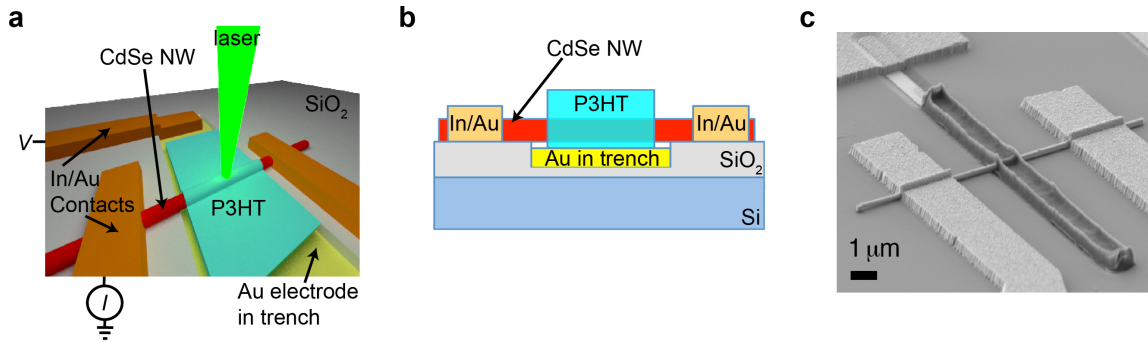 a
laser
CdSe NW
SiO2
V
In/Au
Contacts
P3HT
Au electrode
in trench
I
b
CdSe NW
P3HT
In/Au
In/Au
Au in trench
SiO2
Si
c
1 μm